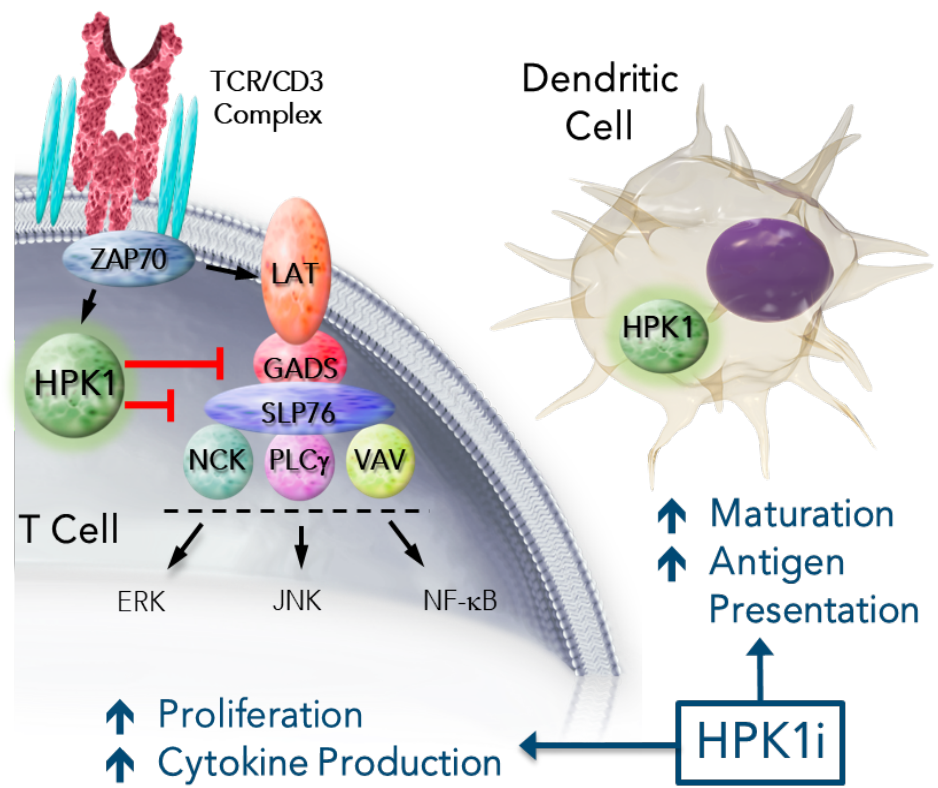 TCR/CD3
Complex
ZAP70
LAT
HPK1
GADS
SLP76
NCK
PLCγ
VAV
T Cell
ERK
JNK
NF-κB
Dendritic
Cell
HPK1
↑ Maturation
↑ Antigen
Presentation
↑ Proliferation
↑ Cytokine Production
HPK1i